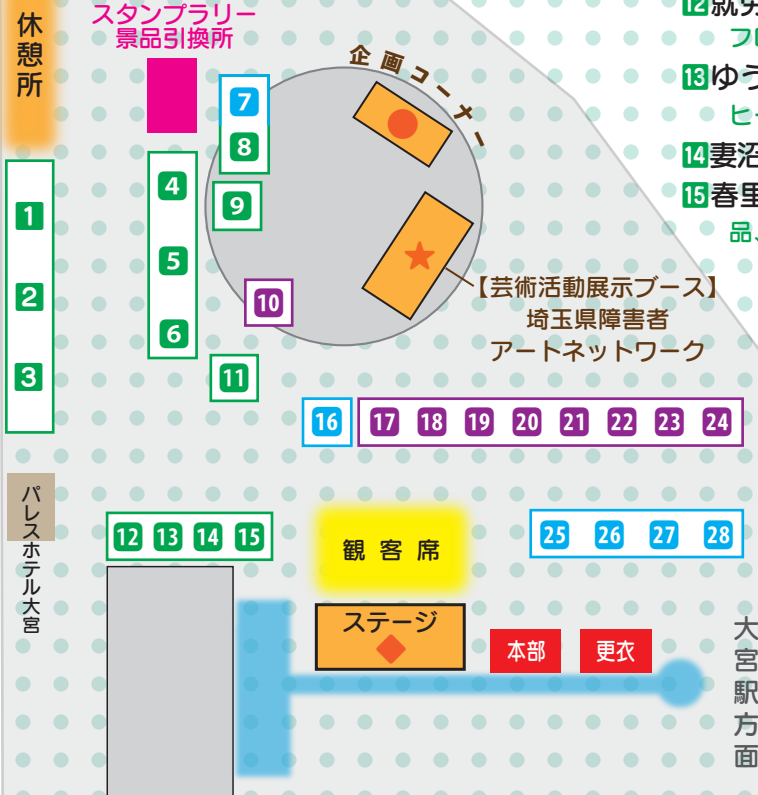 休憩所
スタンプラリー
景品引換所
企画コーナー
7
8
9
4
5
6
1
2
3
10
11
【芸術活動展示ブース】
埼玉県障害者
アートネットワーク
12就労
13ゆう
14妻沼
15春里
品、
16 17 18 19 20 21 22 23 24
パレスホテル大宮
12 13 14 15
観客席
25 26 27 28
ステージ
本部
更衣
大宮駅方面